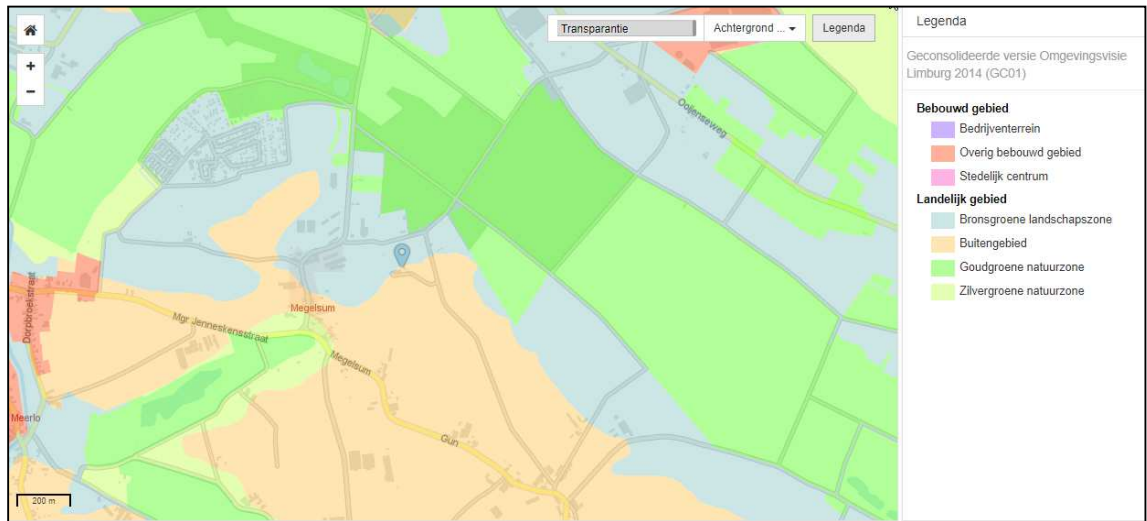 Transparantie
Achtergrond ...
Legenda
+
−
Ooijenseweg
Megelsum
Dorpbroekstraat
Mgr Jenneskensstraat
Megelsum
Meerlo
Gun
200 m
Legenda
Geconsolideerde versie Omgevingsvisie
Limburg 2014 (GC01)
Bebouwd gebied
Bedrijventerrein
Overig bebouwd gebied
Stedelijk centrum
Landelijk gebied
Bronsgroene landschapszone
Buitengebied
Goudgroene natuurzone
Zilvergroene natuurzone